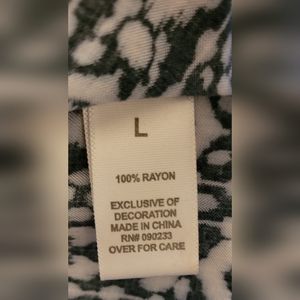 L
100% RAYON
EXCLUSIVE OF
DECORATION
MADE IN CHINA
RN# 090233
OVER FOR CARE